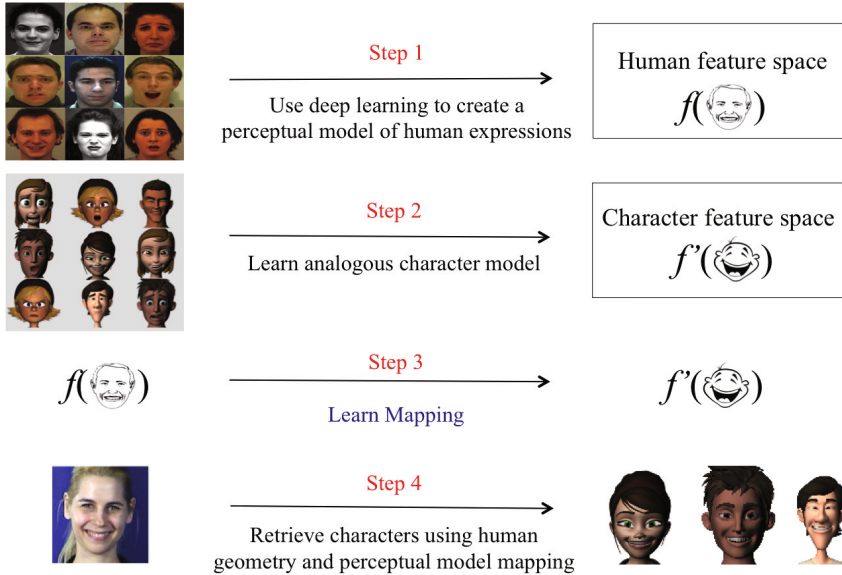 Step 1
Use deep learning to create a
perceptual model of human expressions
Human feature space
f( )
Step 2
Learn analogous character model
Character feature space
f’( )
f( )
Step 3
Learn Mapping
f’( )
Step 4
Retrieve characters using human
geometry and perceptual model mapping